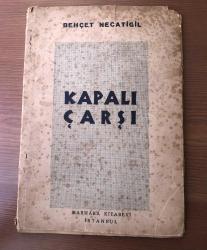 BEHÇET NECATİGİL
KAPALI
ÇARŞI
MARMARA KİTABEVİ
İSTANBUL